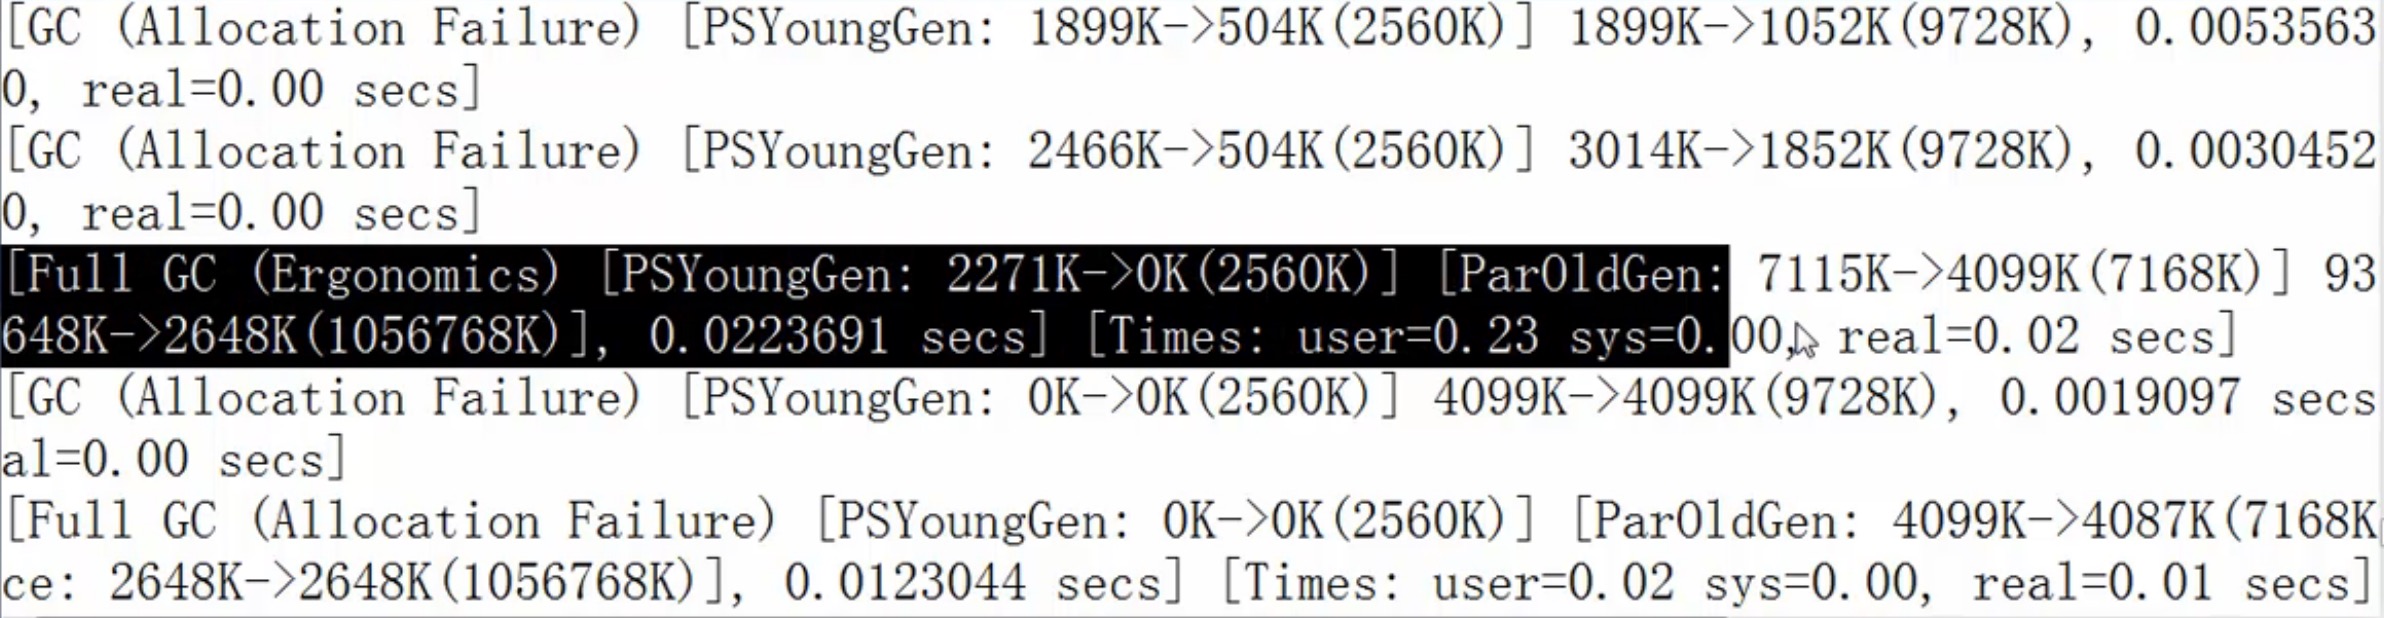 [GC (Allocation Failure) [PSYoungGen: 1899K->504K(2560K)] 1899K->1052K(9728K), 0.0053563
0, real=0.00 secs]
[GC (Allocation Failure) [PSYoungGen: 2466K->504K(2560K)] 3014K->1852K(9728K), 0.0030452
0, real=0.00 secs]
[Full GC (Ergonomics) [PSYoungGen: 2271K->0K(2560K)] [ParOldGen: 7115K->4099K(7168K)] 93
648K->2648K(1056768K)], 0.0223691 secs] [Times: user=0.23 sys=0.00, real=0.02 secs]
[GC (Allocation Failure) [PSYoungGen: 0K->0K(2560K)] 4099K->4099K(9728K), 0.0019097 secs
al=0.00 secs]
[Full GC (Allocation Failure) [PSYoungGen: 0K->0K(2560K)] [ParOldGen: 4099K->4087K(7168K
ce: 2648K->2648K(1056768K)], 0.0123044 secs] [Times: user=0.02 sys=0.00, real=0.01 secs]